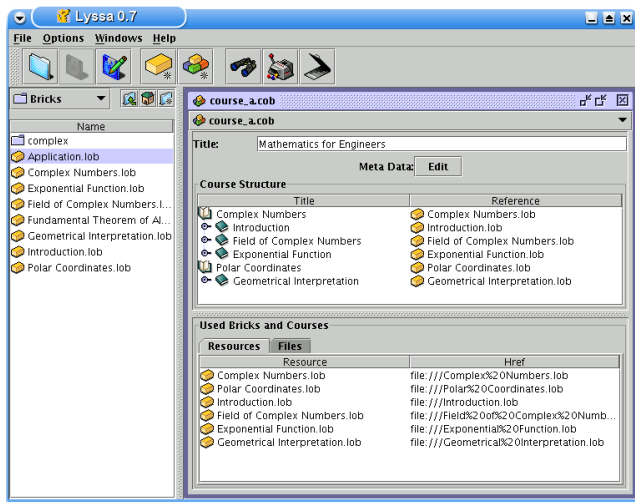 Lyssa 0.7
File Options Windows Help
Bricks
Name
complex
Application.lob
Complex Numbers.lob
Exponential Function.lob
Field of Complex Numbers.l...
Fundamental Theorem of Al...
Geometrical Interpretation.lob
Introduction.lob
Polar Coordinates.lob
course_a.cob
course_a.cob
Title: Mathematics for Engineers
Meta Data: Edit
Course Structure
Title Reference
Complex Numbers Complex Numbers.lob
Introduction Introduction.lob
Field of Complex Numbers Field of Complex Numbers.lob
Exponential Function Exponential Function.lob
Polar Coordinates Polar Coordinates.lob
Geometrical Interpretation Geometrical Interpretation.lob
Used Bricks and Courses
Resources Files
Resource Href
Complex Numbers.lob file:///Complex%20Numbers.lob
Polar Coordinates.lob file:///Polar%20Coordinates.lob
Introduction.lob file:///Introduction.lob
Field of Complex Numbers.lob file:///Field%20of%20Complex%20Numb...
Exponential Function.lob file:///Exponential%20Function.lob
Geometrical Interpretation.lob file:///Geometrical%20Interpretation.lob